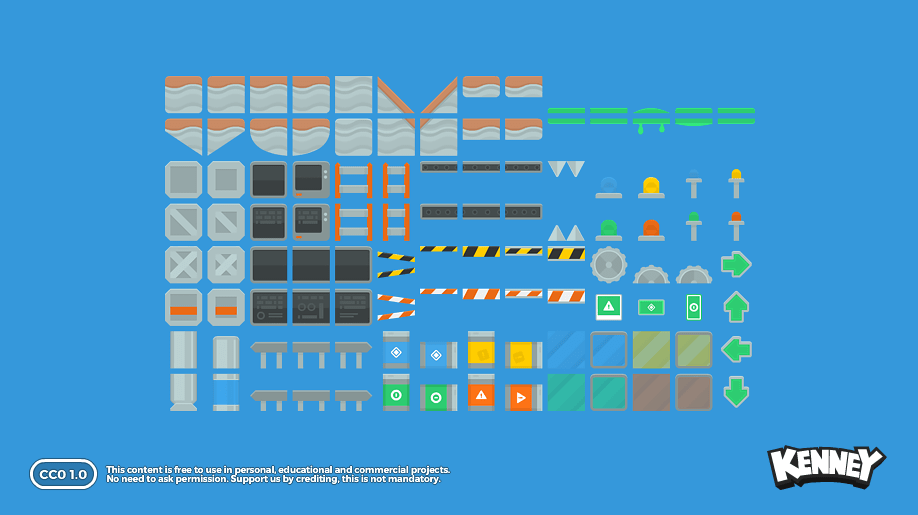 CC0 1.0
This content is free to use in personal, educational and commercial projects.
No need to ask permission. Support us by crediting, this is not mandatory.
KENNEY